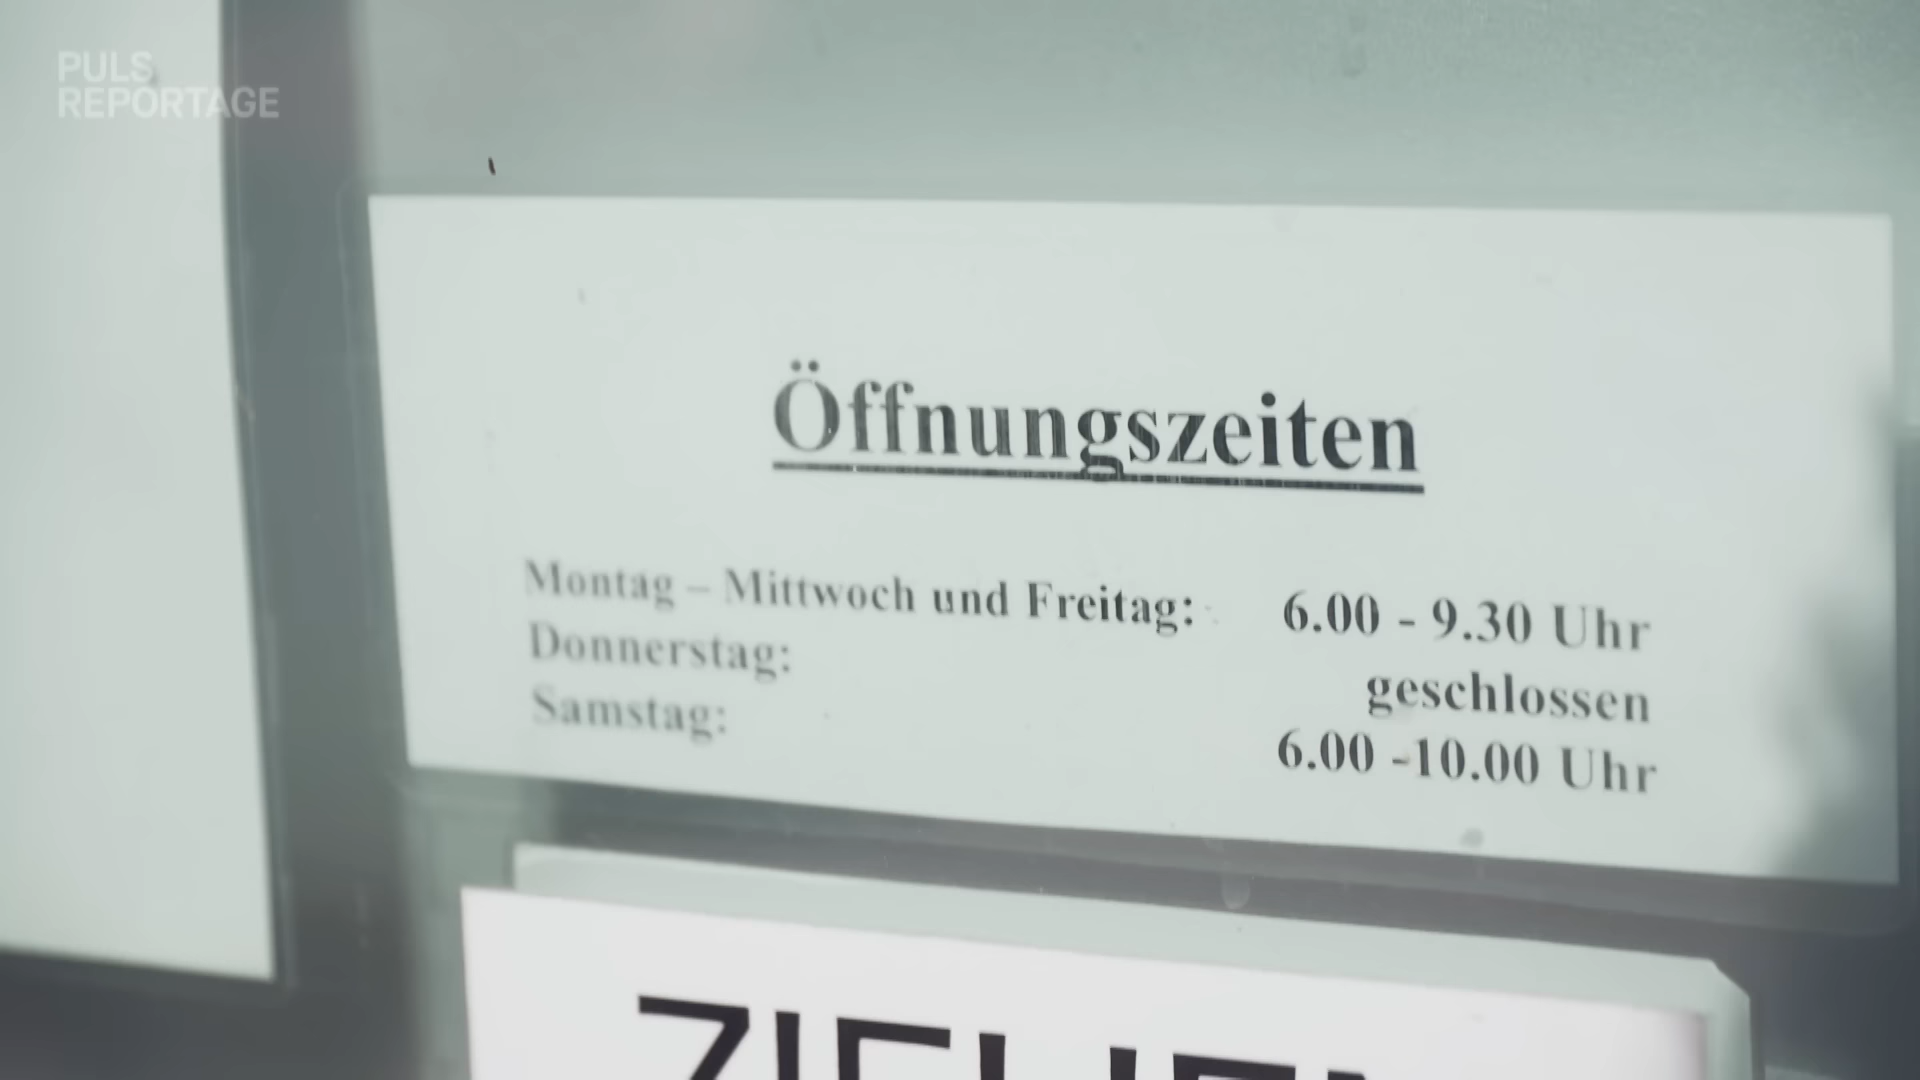 PULS
REPORTAGE
Öffnungszeiten
Montag – Mittwoch und Freitag: 6.00 - 9.30 Uhr
Donnerstag: geschlossen
Samstag: 6.00 -10.00 Uhr
ZIEHEN